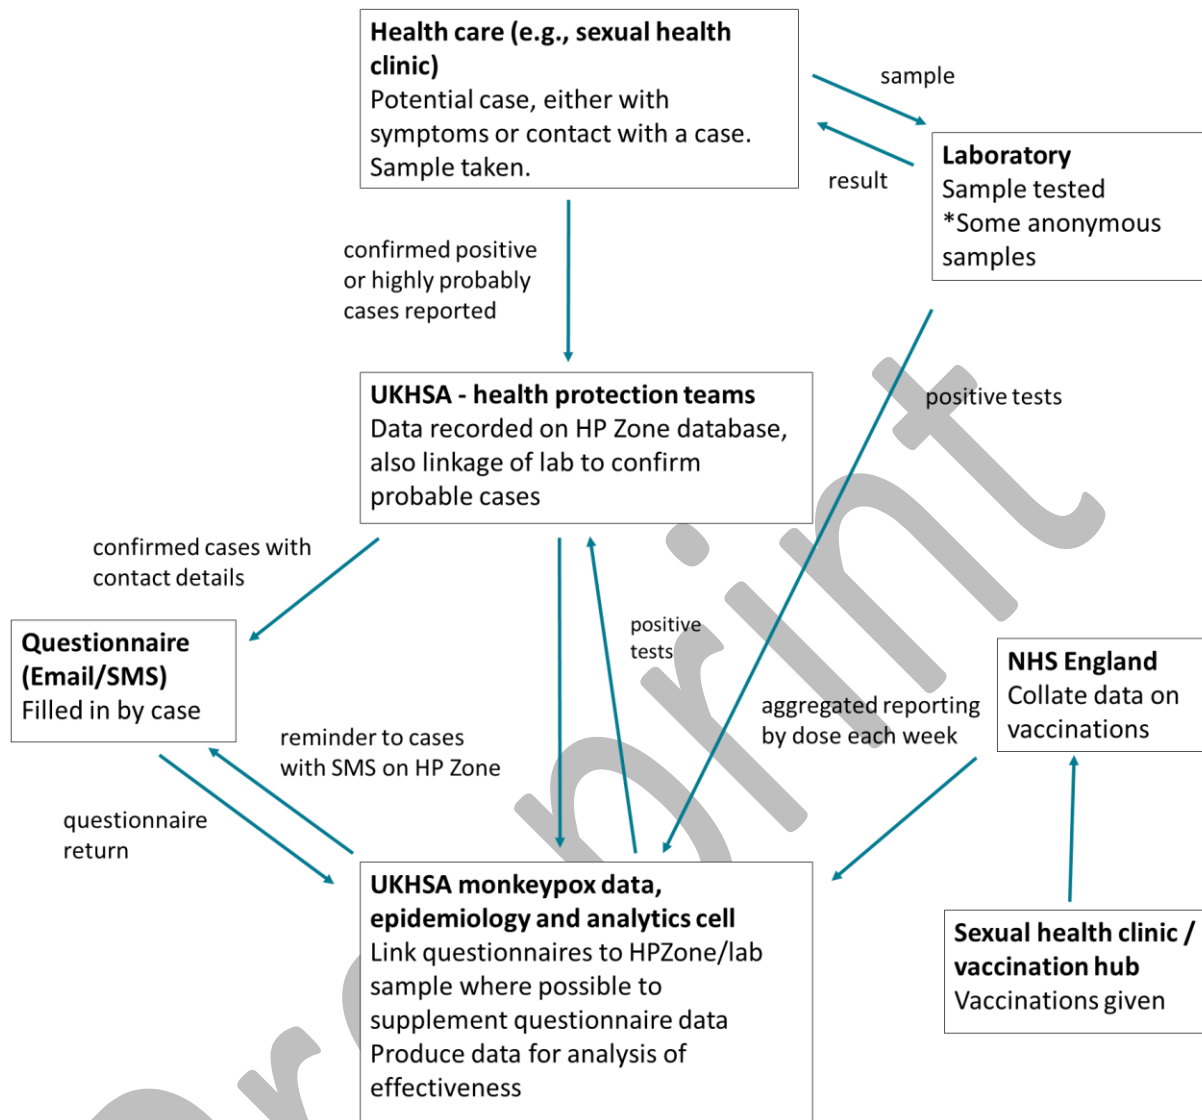 Health care (e.g., sexual health
clinic)
Potential case, either with
symptoms or contact with a case.
Sample taken.
sample
result
Laboratory
Sample tested
*Some anonymous
samples
confirmed positive
or highly probably
cases reported
positive tests
UKHSA - health protection teams
Data recorded on HP Zone database,
also linkage of lab to confirm
probable cases
confirmed cases with
contact details
positive
tests
Questionnaire
(Email/SMS)
Filled in by case
reminder to cases
with SMS on HP Zone
questionnaire
return
aggregated reporting
by dose each week
NHS England
Collate data on
vaccinations
UKHSA monkeypox data,
epidemiology and analytics cell
Link questionnaires to HPZone/lab
sample where possible to
supplement questionnaire data
Produce data for analysis of
effectiveness
Sexual health clinic /
vaccination hub
Vaccinations given
Preprint